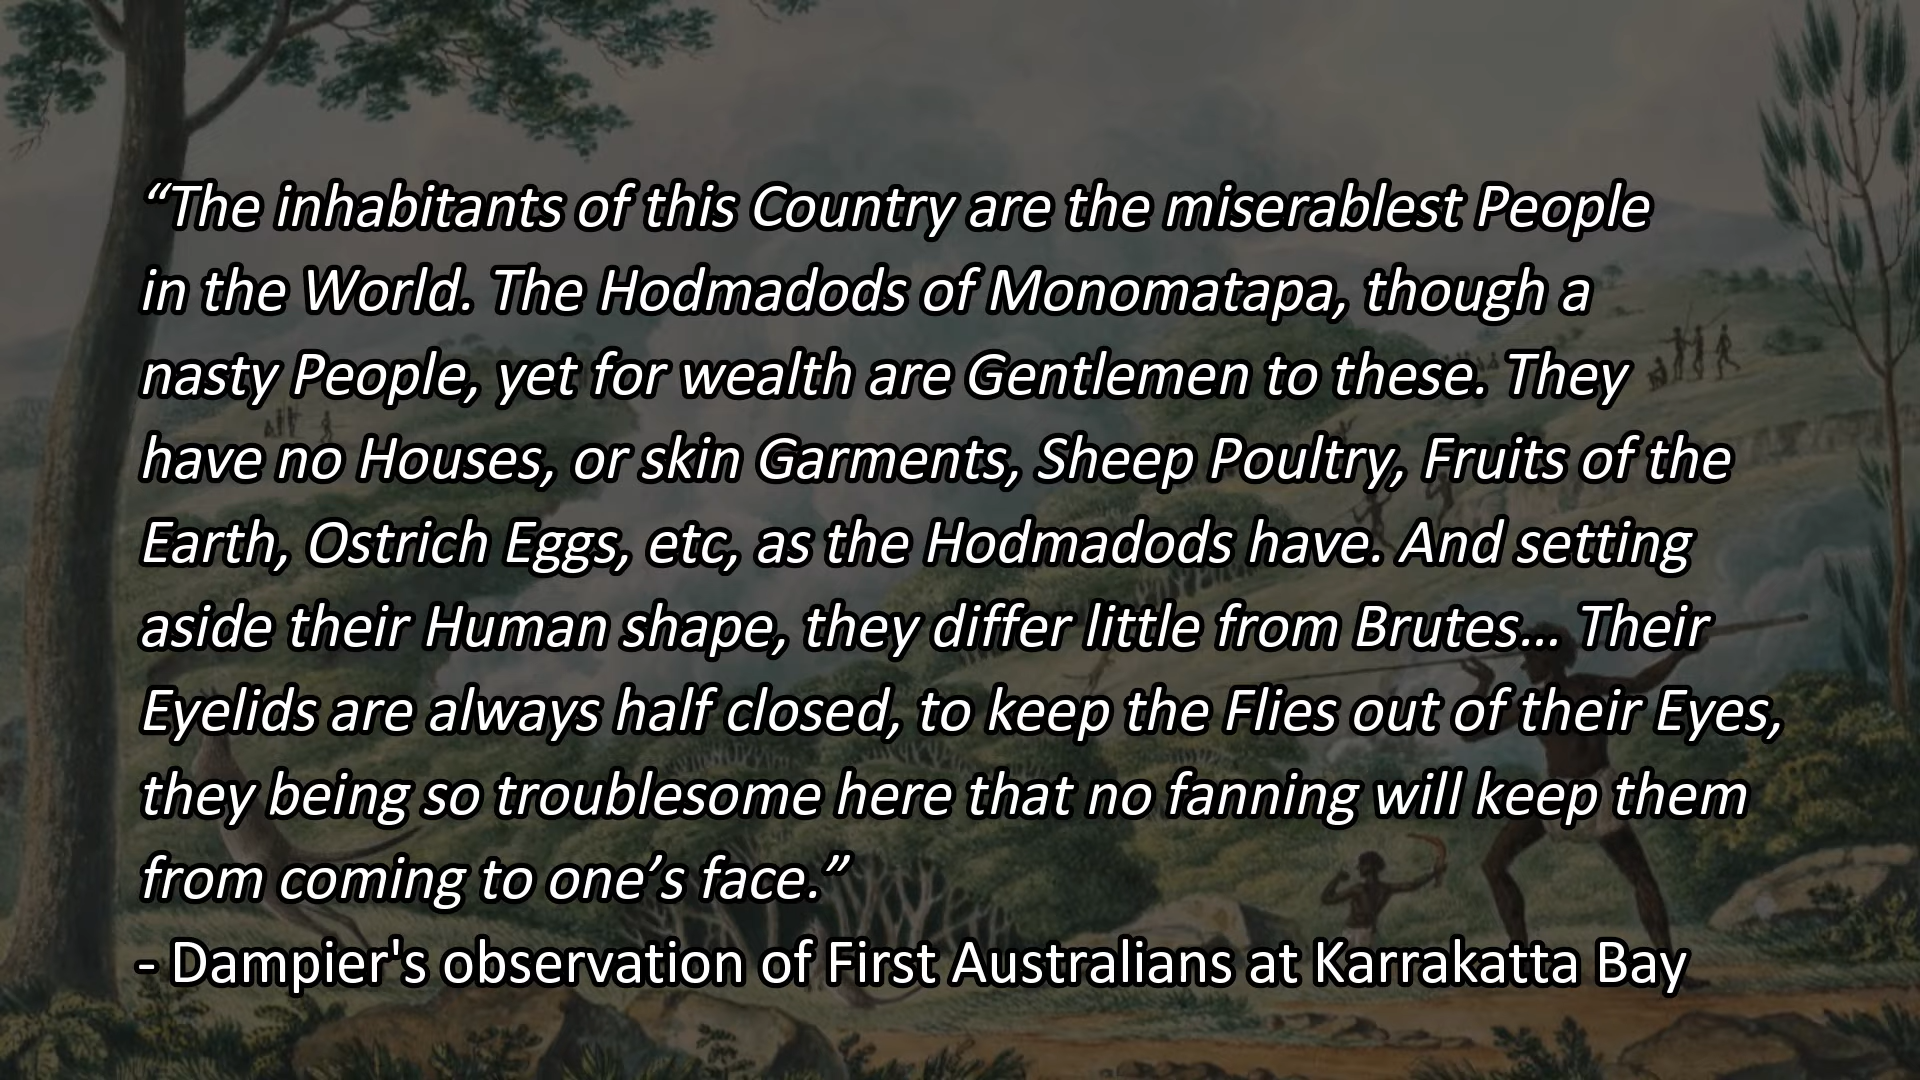 “The inhabitants of this Country are the miserablest People
in the World. The Hodmadods of Monomatapa, though a
nasty People, yet for wealth are Gentlemen to these. They
have no Houses, or skin Garments, Sheep Poultry, Fruits of the
Earth, Ostrich Eggs, etc, as the Hodmadods have. And setting
aside their Human shape, they differ little from Brutes... Their
Eyelids are always half closed, to keep the Flies out of their Eyes,
they being so troublesome here that no fanning will keep them
from coming to one’s face.”
- Dampier's observation of First Australians at Karrakatta Bay